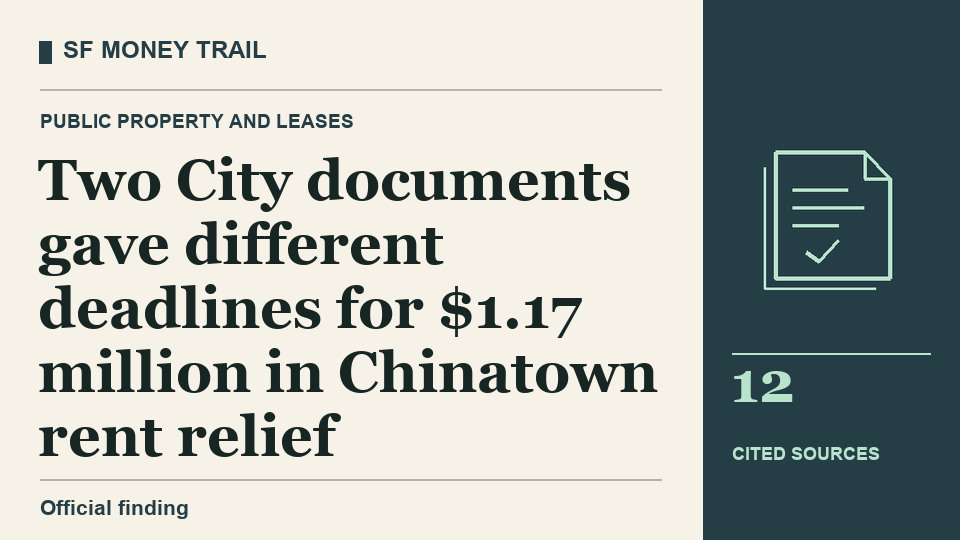 SF MONEY TRAIL
PUBLIC PROPERTY AND LEASES
Two City documents
gave different
deadlines for $1.17
million in Chinatown
rent relief
Official finding
12
CITED SOURCES